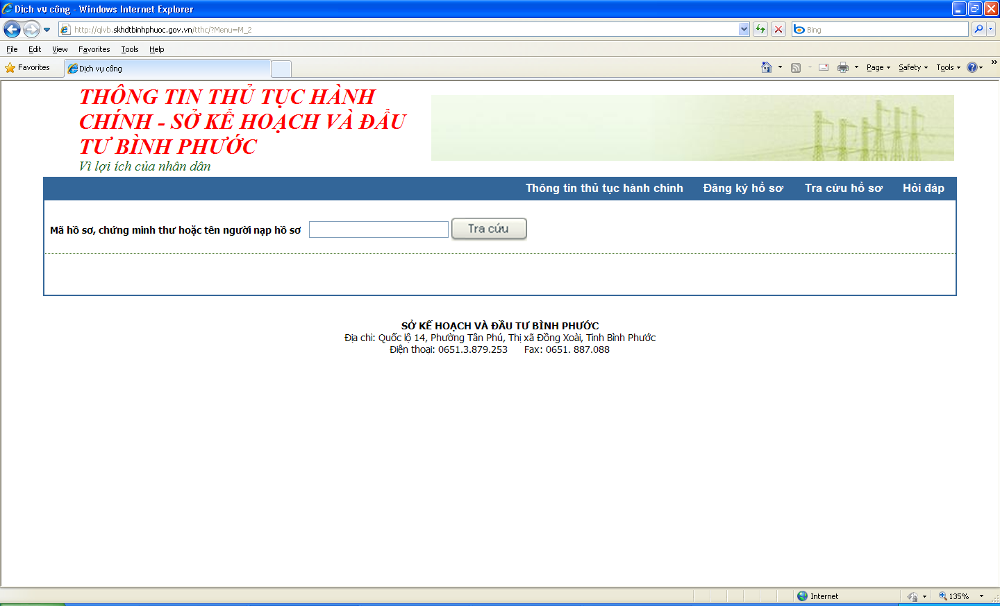 Dịch vụ công - Windows Internet Explorer
http://qlvb.skhdtbinhphuoc.gov.vn/tthc/?Menu=M_2
Bing
File Edit View Favorites Tools Help
Favorites Dịch vụ công Page Safety Tools
THÔNG TIN THỦ TỤC HÀNH
CHÍNH - SỞ KẾ HOẠCH VÀ ĐẦU
TƯ BÌNH PHƯỚC
Vì lợi ích của nhân dân
Thông tin thủ tục hành chính Đăng ký hồ sơ Tra cứu hồ sơ Hỏi đáp
Mã hồ sơ, chứng minh thư hoặc tên người nạp hồ sơ Tra cứu
SỞ KẾ HOẠCH VÀ ĐẦU TƯ BÌNH PHƯỚC
Địa chỉ: Quốc lộ 14, Phường Tân Phú, Thị xã Đồng Xoài, Tỉnh Bình Phước
Điện thoại: 0651.3.879.253 Fax: 0651. 887.088
Internet 135%